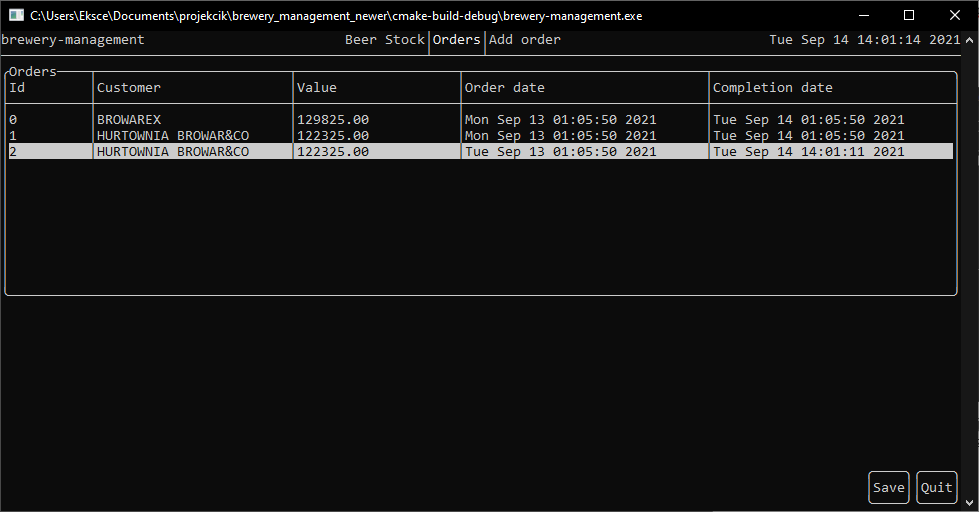 C:\Users\Eksce\Documents\projekcik\brewery_management_newer\cmake-build-debug\brewery-management.exe
brewery-management Beer Stock Orders Add order Tue Sep 14 14:01:14 2021
Orders
Id Customer Value Order date Completion date
0 BROWAREX 129825.00 Mon Sep 13 01:05:50 2021 Tue Sep 14 01:05:50 2021
1 HURTOWNIA BROWAR&CO 122325.00 Mon Sep 13 01:05:50 2021 Tue Sep 14 01:05:50 2021
2 HURTOWNIA BROWAR&CO 122325.00 Tue Sep 13 01:05:50 2021 Tue Sep 14 14:01:11 2021
Save Quit